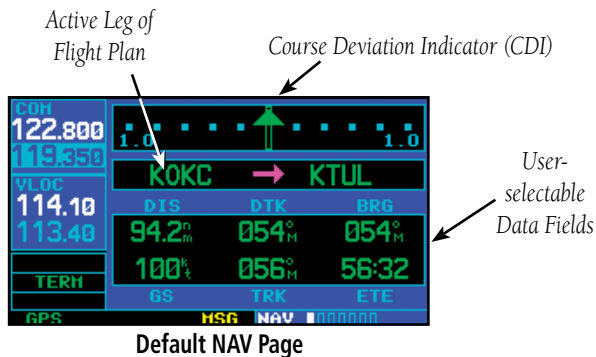 Active Leg of
Flight Plan
Course Deviation Indicator (CDI)
COM
122.800
119.350
1.0 1.0
KOKC → KTUL
VLOC
114.10
113.40
DIS DTK BRG
94.2nm 054°M 054°M
100kt 056°M 56:32
GS TRK ETE
TERM
GPS MSG NAV
User-
selectable
Data Fields
Default NAV Page